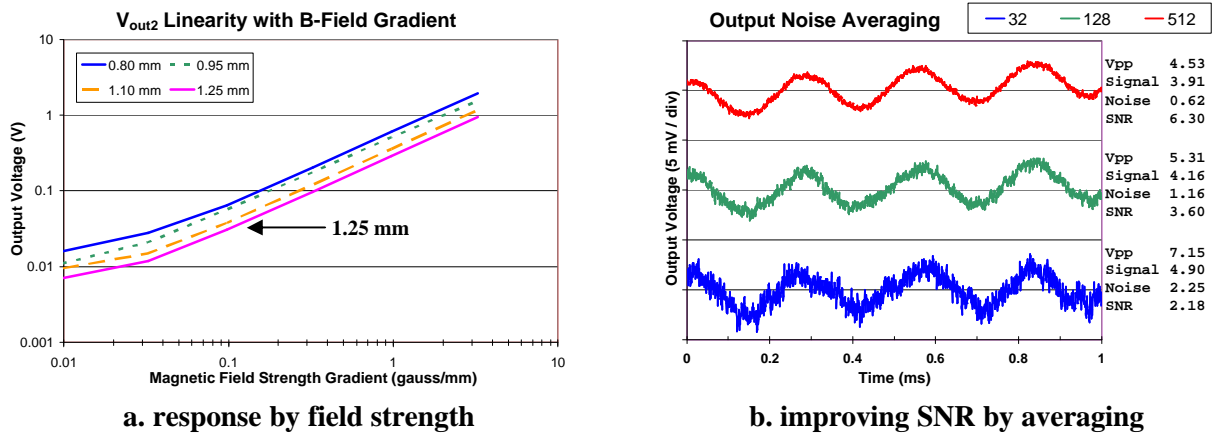 V_out2 Linearity with B-Field Gradient
10
1
0.1
0.01
0.001
Output Voltage (V)
0.80 mm
0.95 mm
1.10 mm
1.25 mm
1.25 mm
0.01
0.1
1
10
Magnetic Field Strength Gradient (gauss/mm)
a. response by field strength
Output Noise Averaging
32
128
512
Output Voltage (5 mV / div)
Vpp 4.53
Signal 3.91
Noise 0.62
SNR 6.30
Vpp 5.31
Signal 4.16
Noise 1.16
SNR 3.60
Vpp 7.15
Signal 4.90
Noise 2.25
SNR 2.18
0
0.2
0.4
0.6
0.8
1
Time (ms)
b. improving SNR by averaging